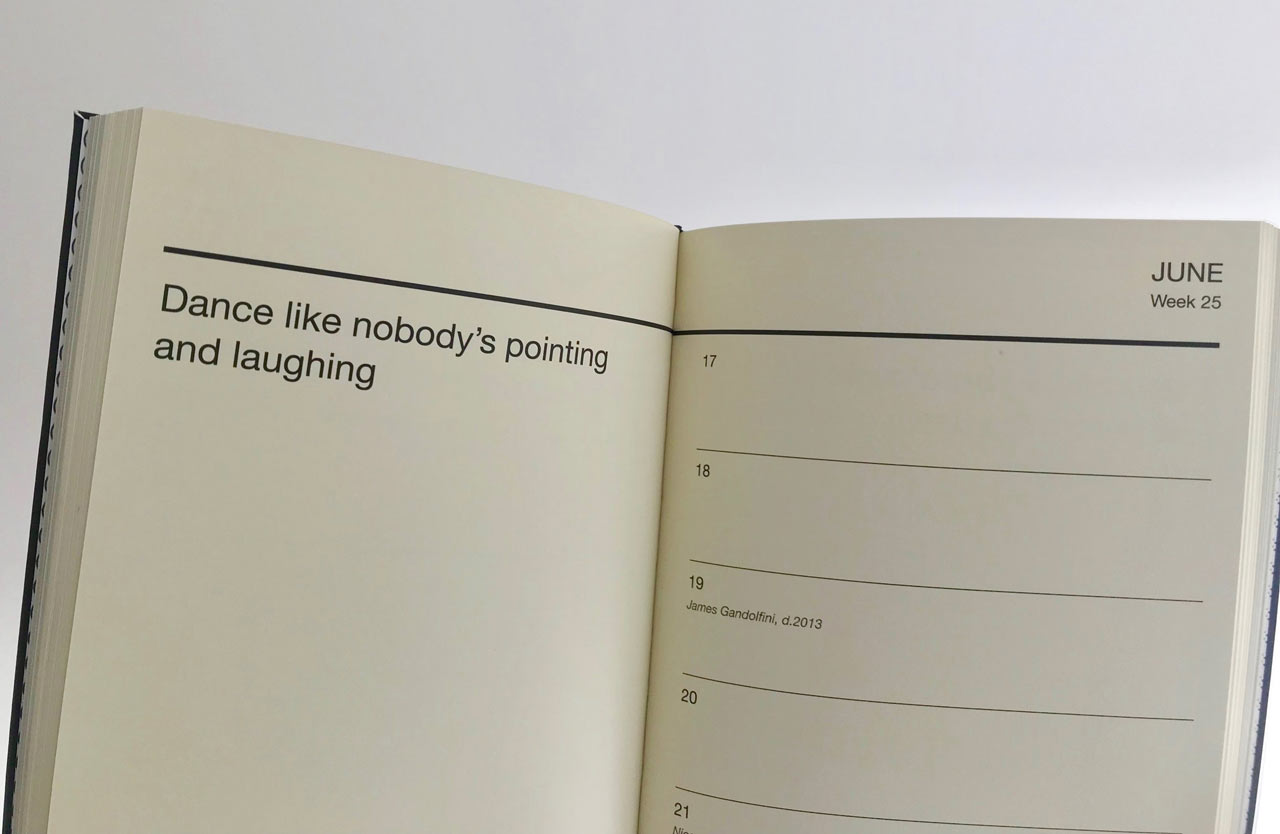 Dance like nobody’s pointing
and laughing
JUNE
Week 25
17
18
19
James Gandolfini, d.2013
20
21